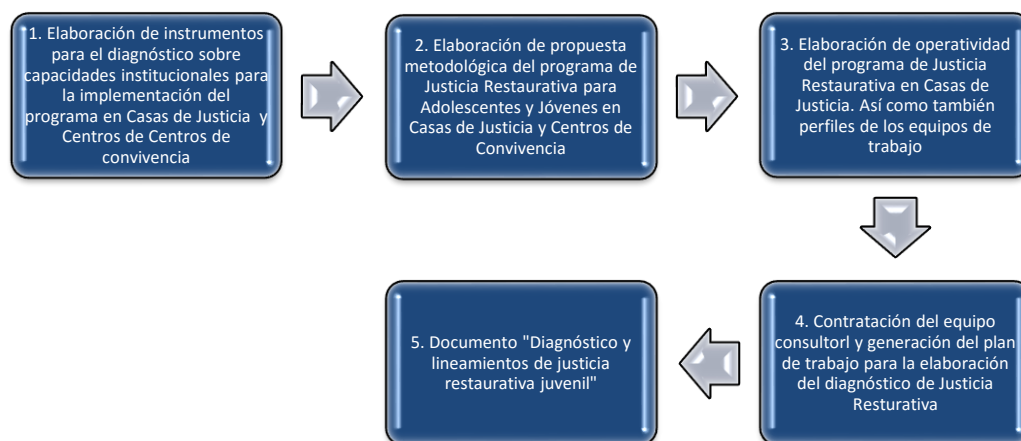 1. Elaboración de instrumentos
para el diagnóstico sobre
capacidades institucionales para
la implementación del
programa en Casas de Justicia y
Centros de Centros de
convivencia
2. Elaboración de propuesta
metodológica del programa de
Justicia Restaurativa para
Adolescentes y Jóvenes en
Casas de Justicia y Centros de
Convivencia
3. Elaboración de operatividad
del programa de Justicia
Restaurativa en Casas de
Justicia. Así como también
perfiles de los equipos de
trabajo
4. Contratación del equipo
consultorl y generación del plan
de trabajo para la elaboración
del diagnóstico de Justicia
Resturativa
5. Documento "Diagnóstico y
lineamientos de justicia
restaurativa juvenil"